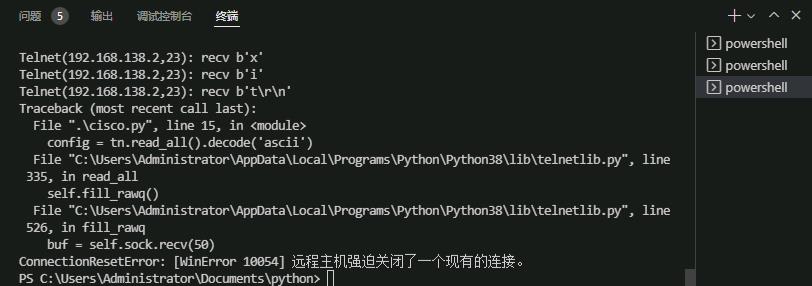 问题 5 输出 调试控制台 终端
Telnet(192.168.138.2,23): recv b'x'
Telnet(192.168.138.2,23): recv b'i'
Telnet(192.168.138.2,23): recv b't\r\n'
Traceback (most recent call last):
  File ".\cisco.py", line 15, in <module>
    config = tn.read_all().decode('ascii')
  File "C:\Users\Administrator\AppData\Local\Programs\Python\Python38\lib\telnetlib.py", line
 335, in read_all
    self.fill_rawq()
  File "C:\Users\Administrator\AppData\Local\Programs\Python\Python38\lib\telnetlib.py", line
 526, in fill_rawq
    buf = self.sock.recv(50)
ConnectionResetError: [WinError 10054] 远程主机强迫关闭了一个现有的连接。
PS C:\Users\Administrator\Documents\python>
powershell
powershell
powershell